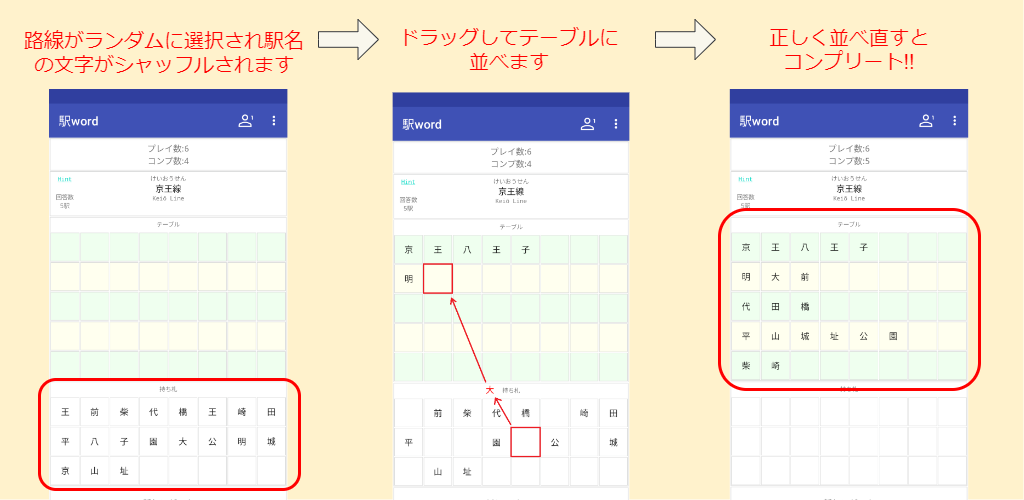 路線がランダムに選択され駅名
の文字がシャッフルされます
ドラッグしてテーブルに
並べます
正しく並べ直すと
コンプリート!!
駅word
1
プレイ数:6
コンプ数:4
Hint
けいおうせん
京王線
Keiō Line
回答数
5駅
テーブル
持ち札
王 前 柴 代 橋 王 崎 田
平 八 子 園 大 公 明 城
京 山 址
駅word
1
プレイ数:6
コンプ数:4
Hint
けいおうせん
京王線
Keiō Line
回答数
5駅
テーブル
京 王 八 王 子
明
大 持ち札
前 柴 代 橋 崎 田
平 園 公 城
山 址
駅word
1
プレイ数:6
コンプ数:5
Hint
けいおうせん
京王線
Keiō Line
回答数
5駅
テーブル
京 王 八 王 子
明 大 前
代 田 橋
平 山 城 址 公 園
柴 崎
持ち札